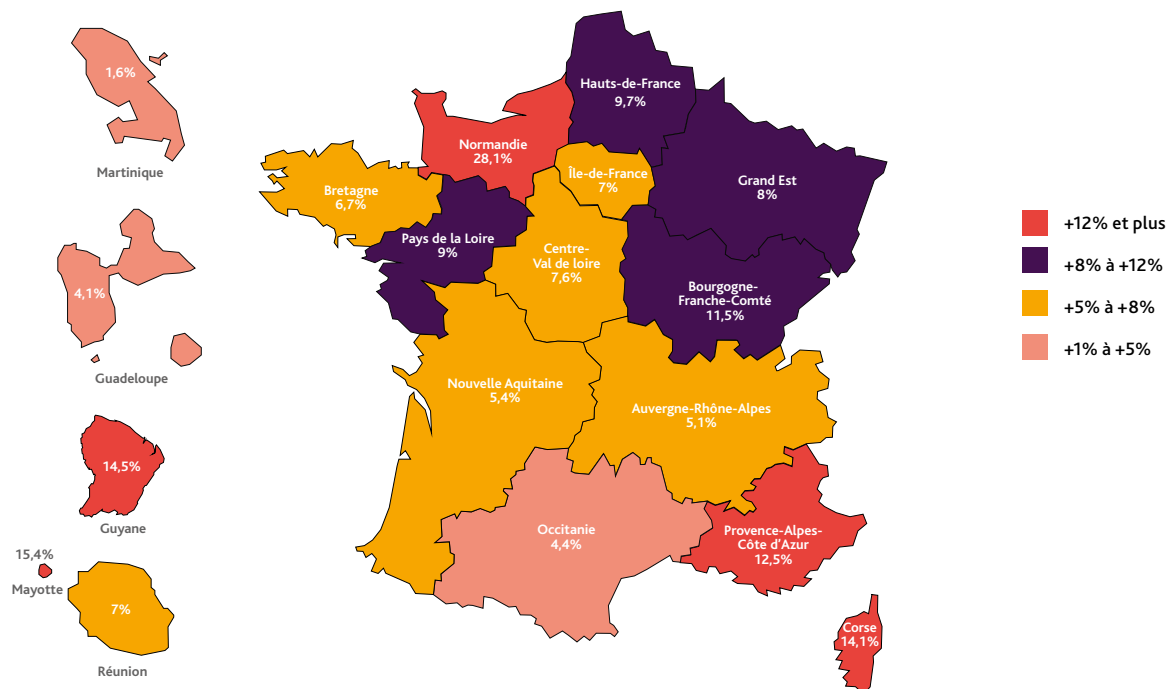 1,6%
Martinique
4,1%
Guadeloupe
14,5%
Guyane
15,4%
Mayotte
7%
Réunion
Hauts-de-France
9,7%
Normandie
28,1%
Île-de-France
7%
Grand Est
8%
Bretagne
6,7%
Pays de la Loire
9%
Centre-
Val de loire
7,6%
Bourgogne-
Franche-Comté
11,5%
Nouvelle Aquitaine
5,4%
Auvergne-Rhône-Alpes
5,1%
Occitanie
4,4%
Provence-Alpes-
Côte d'Azur
12,5%
Corse
14,1%
+12% et plus
+8% à +12%
+5% à +8%
+1% à +5%